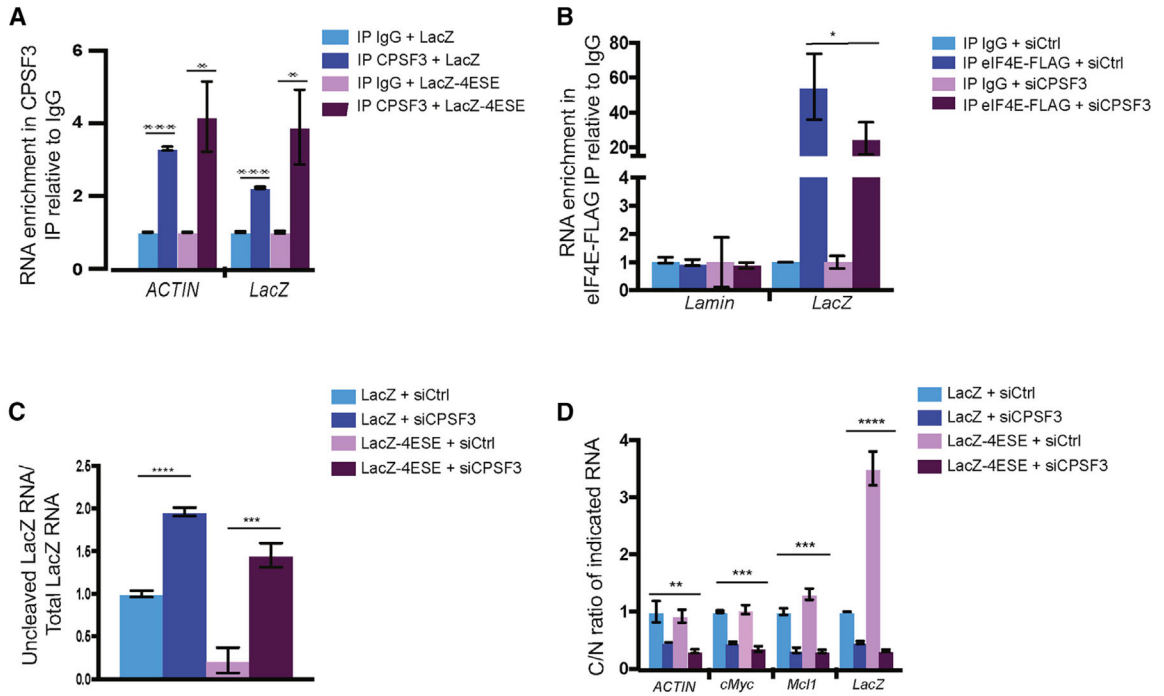 A
RNA enrichment in CPSF3
IP relative to IgG
6
4
2
0
***
*
***
*
ACTIN
LacZ
IP IgG + LacZ
IP CPSF3 + LacZ
IP IgG + LacZ-4ESE
IP CPSF3 + LacZ-4ESE
B
RNA enrichment in
eIF4E-FLAG IP relative to IgG
80
60
40
20
4
3
2
1
0
*
Lamin
LacZ
IP IgG + siCtrl
IP eIF4E-FLAG + siCtrl
IP IgG + siCPSF3
IP eIF4E-FLAG + siCPSF3
C
Uncleaved LacZ RNA/
Total LacZ RNA
2.5
2.0
1.5
1.0
0.5
0.0
****
***
LacZ + siCtrl
LacZ + siCPSF3
LacZ-4ESE + siCtrl
LacZ-4ESE + siCPSF3
D
C/N ratio of indicated RNA
4
3
2
1
0
**
***
***
****
ACTIN
cMyc
Mcl1
LacZ
LacZ + siCtrl
LacZ + siCPSF3
LacZ-4ESE + siCtrl
LacZ-4ESE + siCPSF3